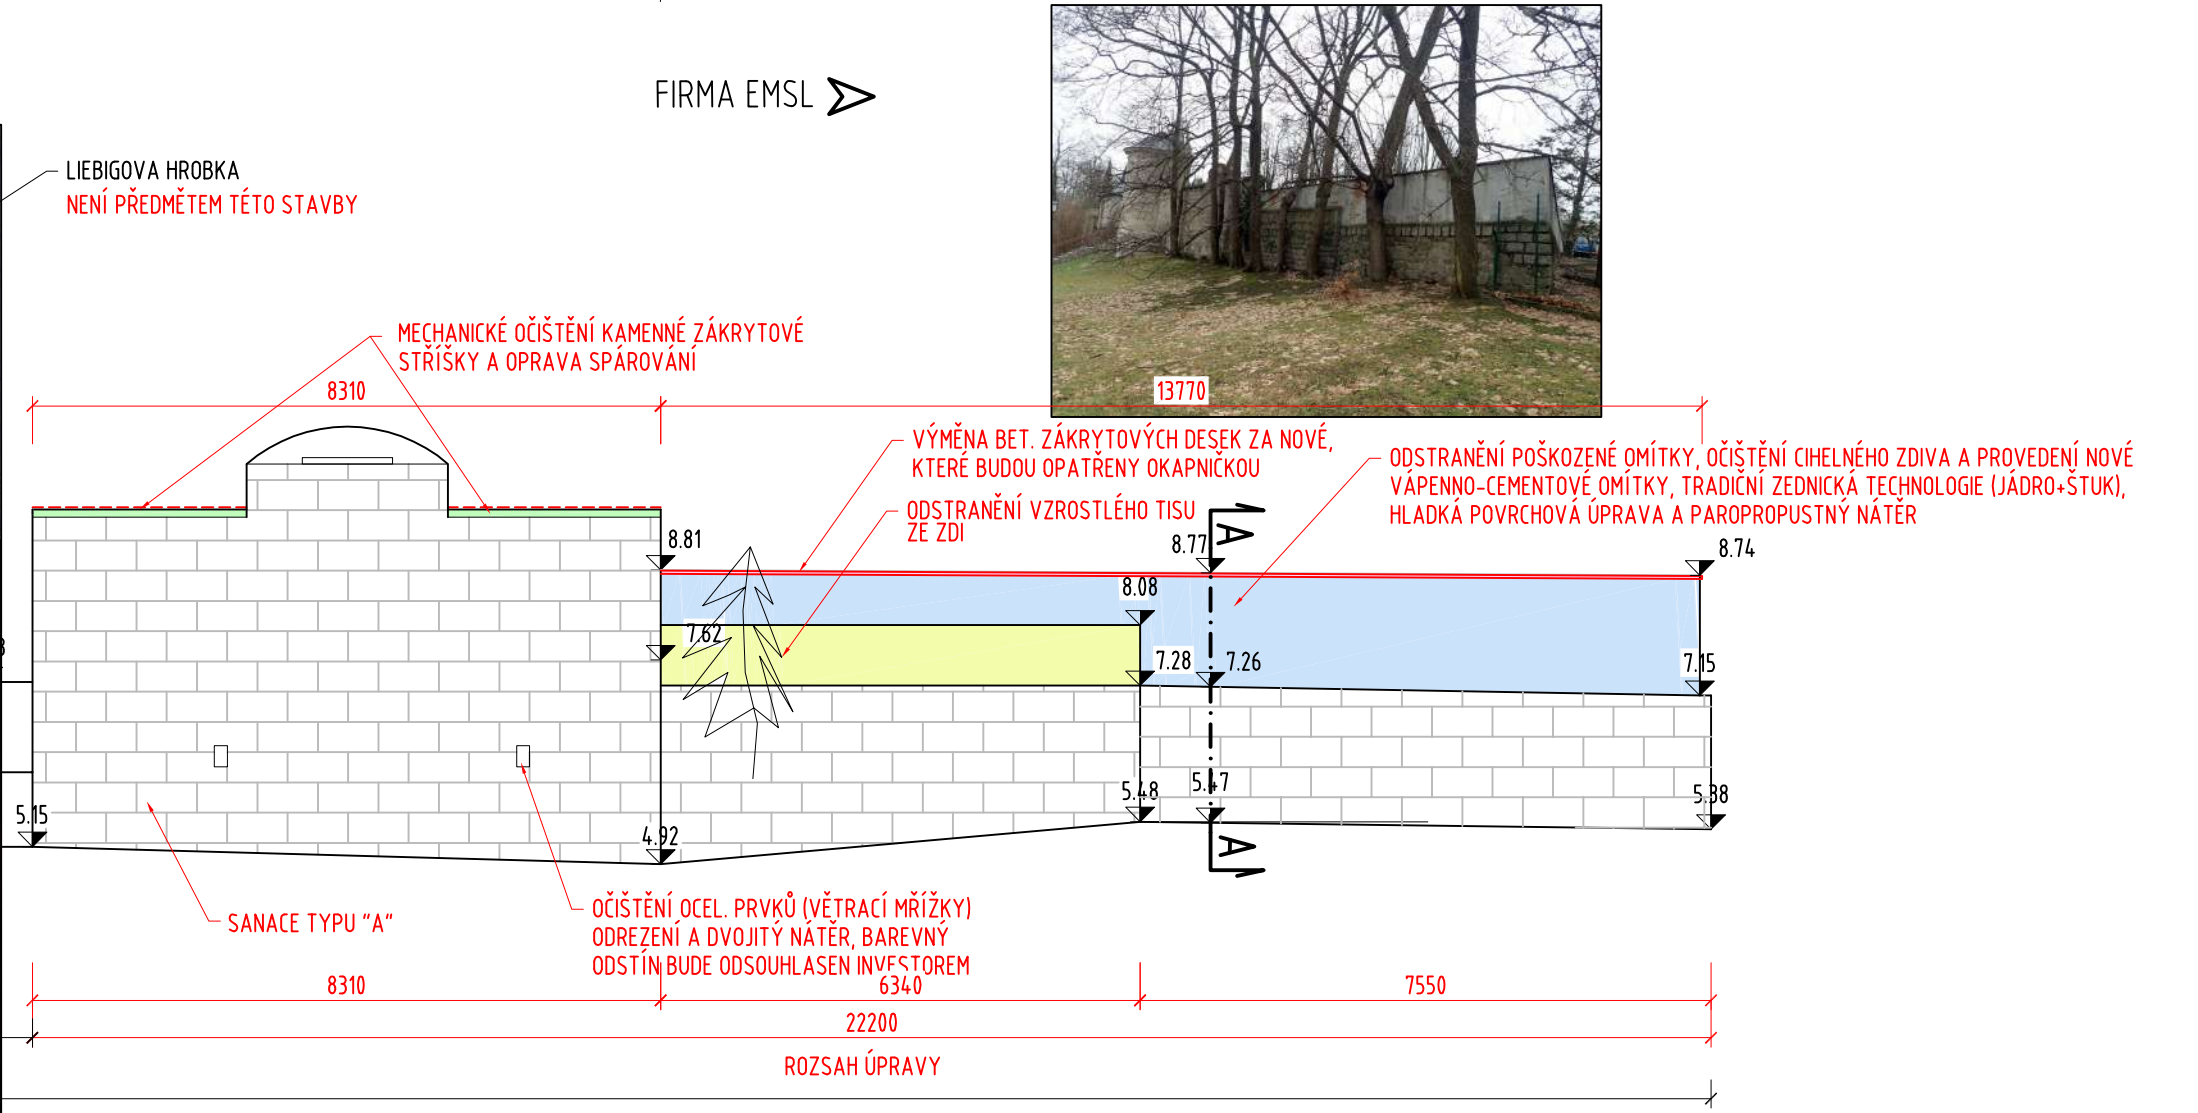 FIRMA EMSL
LIEBIGOVA HROBKA
NENÍ PŘEDMĚTEM TÉTO STAVBY
MECHANICKÉ OČIŠTĚNÍ KAMENNÉ ZÁKRYTOVÉ
STŘÍŠKY A OPRAVA SPÁROVÁNÍ
8310
13770
VÝMĚNA BET. ZÁKRYTOVÝCH DESEK ZA NOVÉ,
KTERÉ BUDOU OPATŘENY OKAPNIČKOU
ODSTRANĚNÍ POŠKOZENÉ OMÍTKY, OČIŠTĚNÍ CIHELNÉHO ZDIVA A PROVEDENÍ NOVÉ
VÁPENNO-CEMENTOVÉ OMÍTKY, TRADIČNÍ ZEDNICKÁ TECHNOLOGIE (JÁDRO+ŠTUK),
HLADKÁ POVRCHOVÁ ÚPRAVA A PAROPROPUSTNÝ NÁTĚR
ODSTRANĚNÍ VZROSTLÉHO TISU
ZE ZDI
A
8.81
8.77
8.74
8.08
7.62
7.28
7.26
7.15
5.15
4.92
5.48
5.47
5.38
A
SANACE TYPU "A"
OČIŠTĚNÍ OCEL. PRVKŮ (VĚTRACÍ MŘÍŽKY)
ODREZENÍ A DVOJITÝ NÁTĚR, BAREVNÝ
ODSTÍN BUDE ODSOUHLASEN INVESTOREM
8310
6340
7550
22200
ROZSAH ÚPRAVY